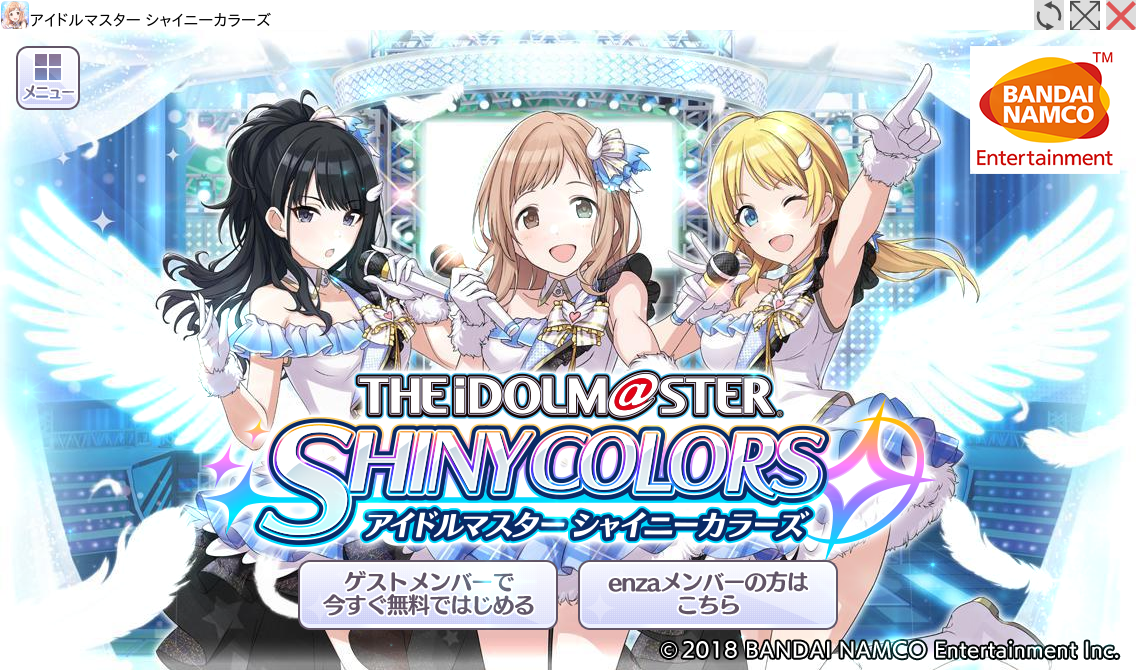 アイドルマスター シャイニーカラーズ
メニュー
TM
BANDAI
NAMCO
Entertainment
THE iDOLM@STER®
SHINY COLORS
アイドルマスター シャイニーカラーズ
ゲストメンバーで
今すぐ無料ではじめる
enzaメンバーの方は
こちら
© 2018 BANDAI NAMCO Entertainment Inc.